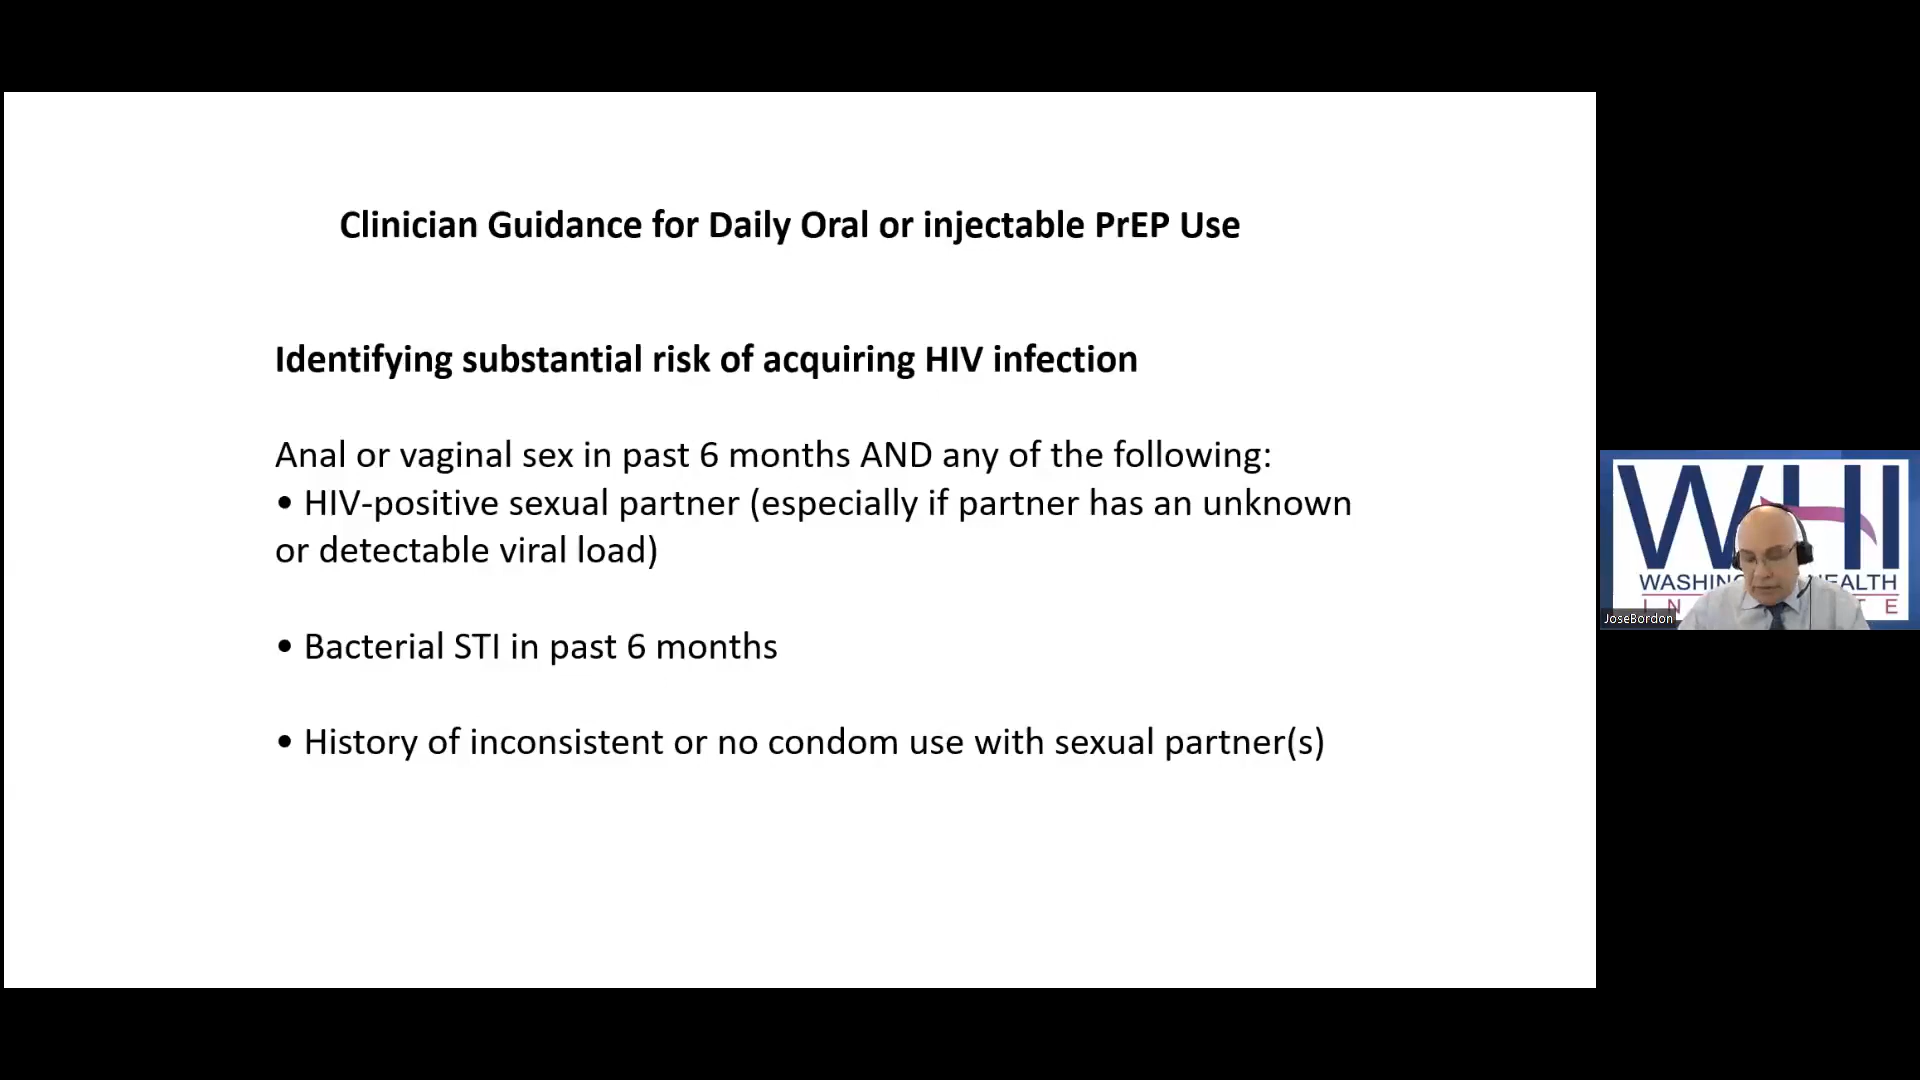 Clinician Guidance for Daily Oral or injectable PrEP Use
Identifying substantial risk of acquiring HIV infection
Anal or vaginal sex in past 6 months AND any of the following:
• HIV-positive sexual partner (especially if partner has an unknown
or detectable viral load)
• Bacterial STI in past 6 months
• History of inconsistent or no condom use with sexual partner(s)
WHI
JoseBordon